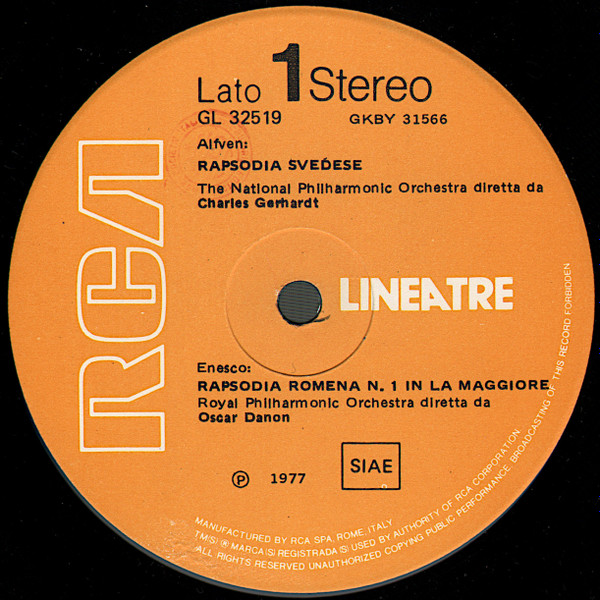 Lato 1 Stereo
GL 32519 GKBY 31566
Alfven:
RAPSODIA SVEDESE
The National Philharmonic Orchestra diretta da
Charles Gerhardt
RCA
LINEATRE
Enesco:
RAPSODIA ROMENA N. 1 IN LA MAGGIORE
Royal Philharmonic Orchestra diretta da
Oscar Danon
℗ 1977
SIAE
MANUFACTURED BY RCA SPA, ROME, ITALY
TM(S) ® MARCA(S) REGISTRADA(S) USED BY AUTHORITY OF RCA CORPORATION.
ALL RIGHTS RESERVED UNAUTHORIZED COPYING PUBLIC PERFORMANCE BROADCASTING OF THIS RECORD FORBIDDEN